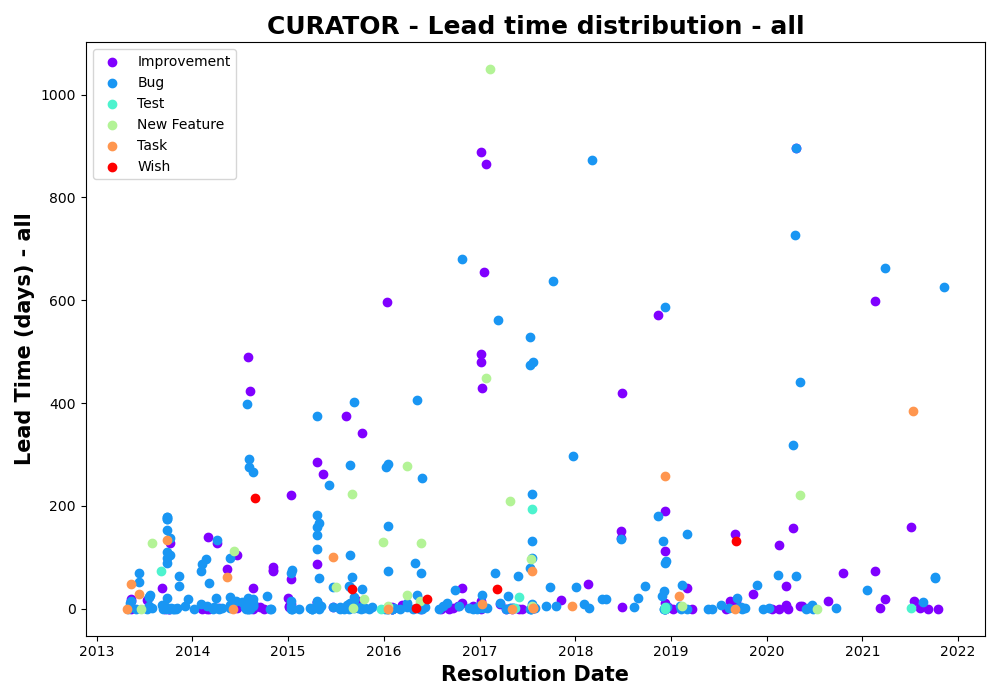 CURATOR - Lead time distribution - all
Improvement
Bug
Test
New Feature
Task
Wish
Lead Time (days) - all
1000
800
600
400
200
0
2013 2014 2015 2016 2017 2018 2019 2020 2021 2022
Resolution Date